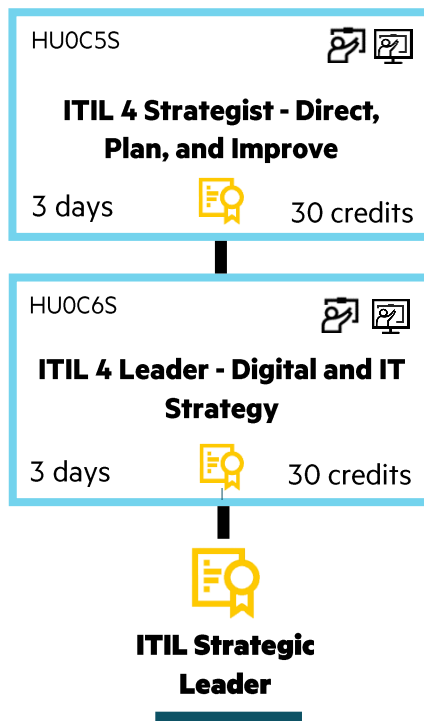 HU0C5S
ITIL 4 Strategist - Direct,
Plan, and Improve
3 days
30 credits
HU0C6S
ITIL 4 Leader - Digital and IT
Strategy
3 days
30 credits
ITIL Strategic
Leader